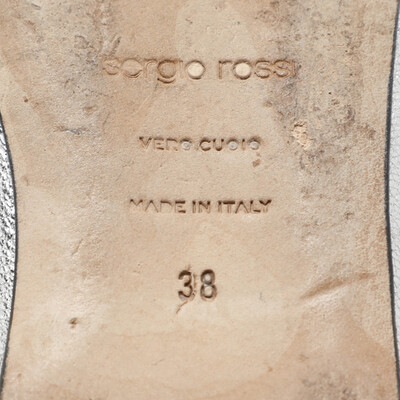 sergio rossi
VERO CUOIO
MADE IN ITALY
38